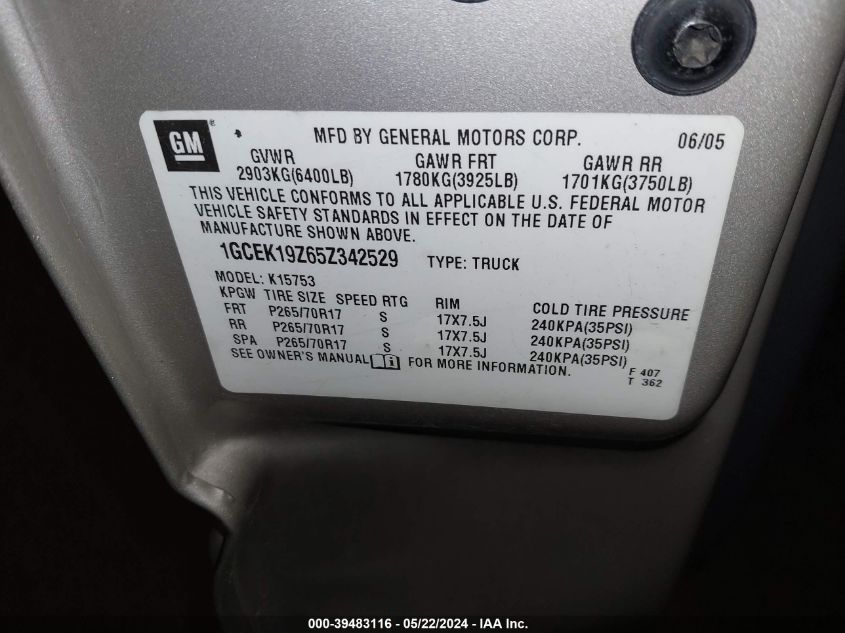 GM® MFD BY GENERAL MOTORS CORP. 06/05
GVWR GAWR FRT GAWR RR
2903KG(6400LB) 1780KG(3925LB) 1701KG(3750LB)
THIS VEHICLE CONFORMS TO ALL APPLICABLE U.S. FEDERAL MOTOR
VEHICLE SAFETY STANDARDS IN EFFECT ON THE DATE OF
MANUFACTURE SHOWN ABOVE.
1GCEK19Z65Z342529 TYPE: TRUCK
MODEL: K15753
KPGW TIRE SIZE SPEED RTG RIM COLD TIRE PRESSURE
FRT P265/70R17 S 17X7.5J 240KPA(35PSI)
RR P265/70R17 S 17X7.5J 240KPA(35PSI)
SPA P265/70R17 S 17X7.5J 240KPA(35PSI)
SEE OWNER'S MANUAL FOR MORE INFORMATION. F 407
T 362
000-39483116 - 05/22/2024 - IAA Inc.